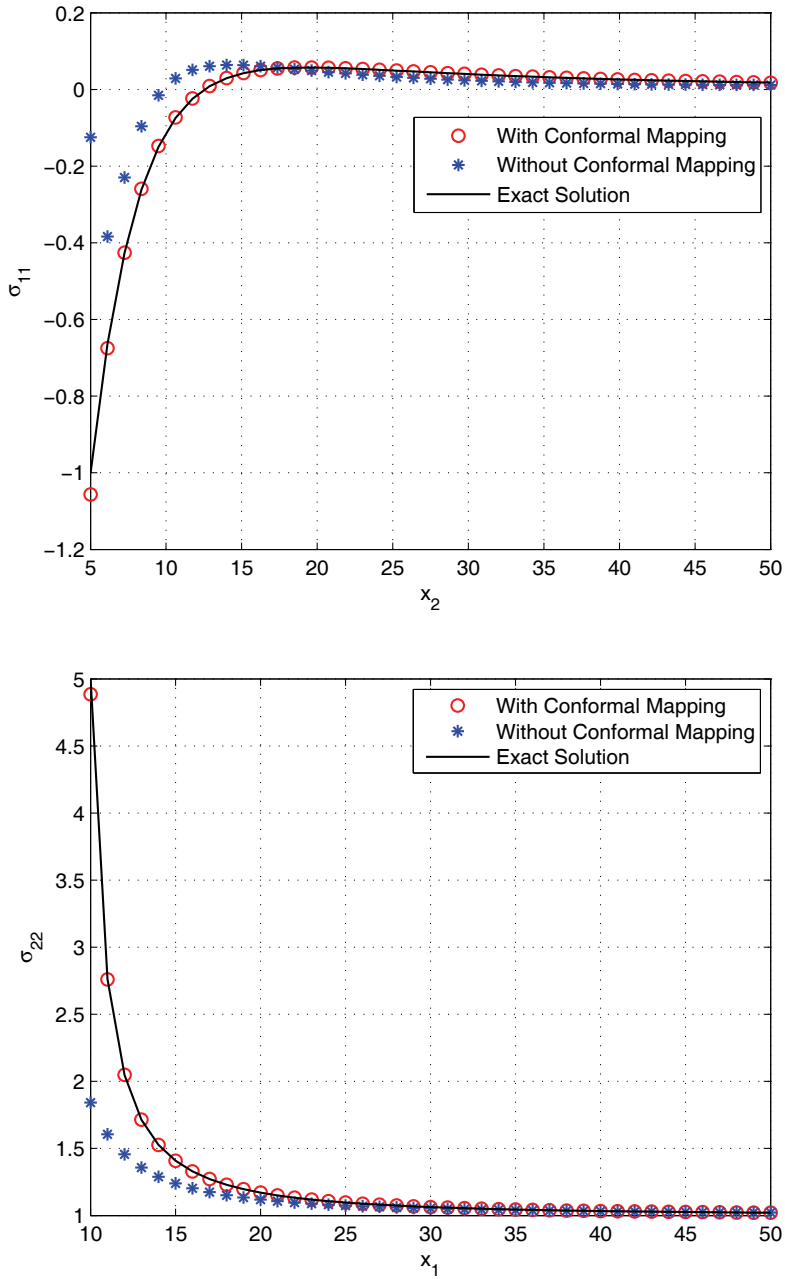 0.2
0
−0.2
−0.4
−0.6
−0.8
−1
−1.2
σ11
With Conformal Mapping
Without Conformal Mapping
Exact Solution
5 10 15 20 25 30 35 40 45 50
x2
5
4.5
4
3.5
3
2.5
2
1.5
1
σ22
With Conformal Mapping
Without Conformal Mapping
Exact Solution
10 15 20 25 30 35 40 45 50
x1